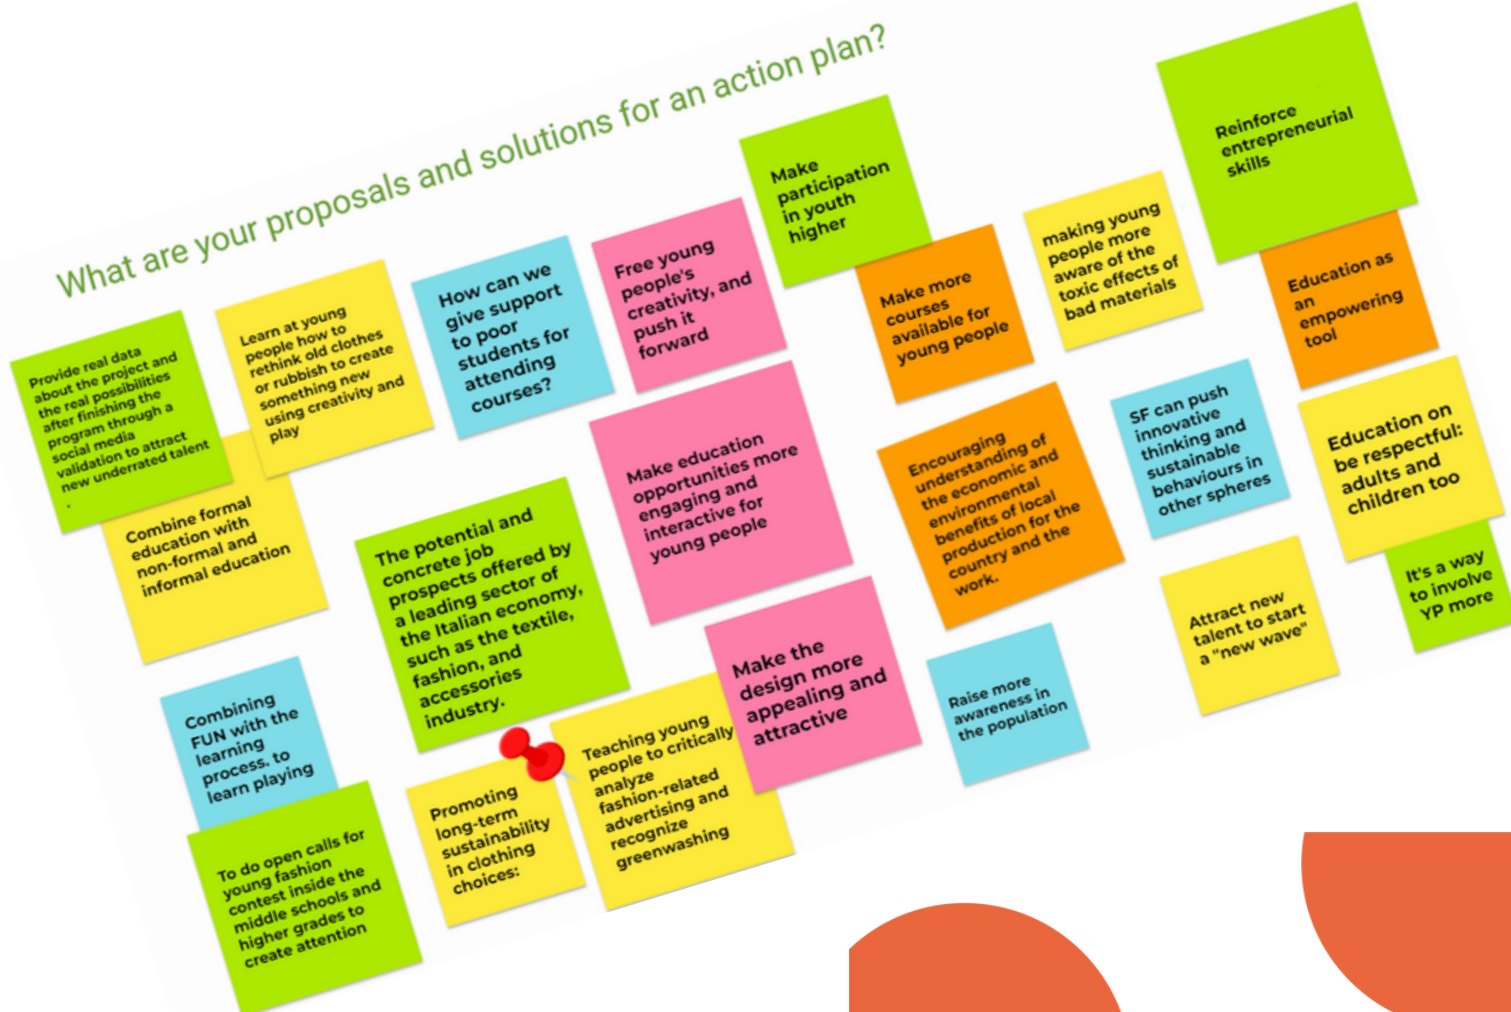 What are your proposals and solutions for an action plan?
Provide real data
about the project and
the real possibilities
after finishing the
program through a
social media
validation to attract
new underrated talent
.
Learn at young
people how to
rethink old clothes
or rubbish to create
something new
using creativity and
play
How can we
give support
to poor
students for
attending
courses?
Free young
people's
creativity, and
push it
forward
Make
participation
in youth
higher
Make more
courses
available for
young people
making young
people more
aware of the
toxic effects of
bad materials
Reinforce
entrepreneurial
skills
Education as
an
empowering
tool
Combine formal
education with
non-formal and
informal education
The potential and
concrete job
prospects offered by
a leading sector of
the Italian economy,
such as the textile,
fashion, and
accessories
industry.
Make education
opportunities more
engaging and
interactive for
young people
Encouraging
understanding of
the economic and
environmental
benefits of local
production for the
country and the
work.
SF can push
innovative
thinking and
sustainable
behaviours in
other spheres
Education on
be respectful:
adults and
children too
It's a way
to involve
YP more
Attract new
talent to start
a "new wave"
Combining
FUN with the
learning
process. to
learn playing
To do open calls for
young fashion
contest inside the
middle schools and
higher grades to
create attention
Promoting
long-term
sustainability
in clothing
choices:
Teaching young
people to critically
analyze
fashion-related
advertising and
recognize
greenwashing
Make the
design more
appealing and
attractive
Raise more
awareness in
the population